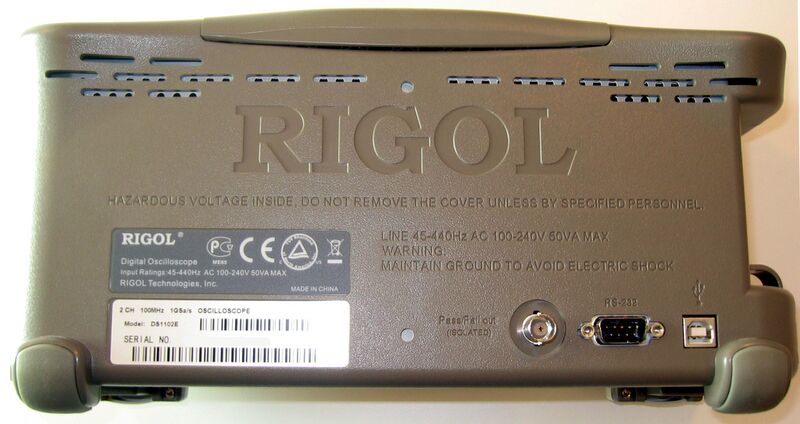 RIGOL
HAZARDOUS VOLTAGE INSIDE, DO NOT REMOVE THE COVER UNLESS BY SPECIFIED PERSONNEL.
RIGOL®
Digital Oscilloscope
Input Ratings:45-440Hz AC 100-240V 50VA MAX
RIGOL Technologies, Inc.
ME65
CE
MADE IN CHINA
LINE 45-440Hz AC 100-240V 50VA MAX
WARNING:
MAINTAIN GROUND TO AVOID ELECTRIC SHOCK
2 CH 100MHz 1GSa/s OSCILLOSCOPE
Model: DS1102E
SERIAL NO.
Pass/Fail out
(ISOLATED)
RS-232